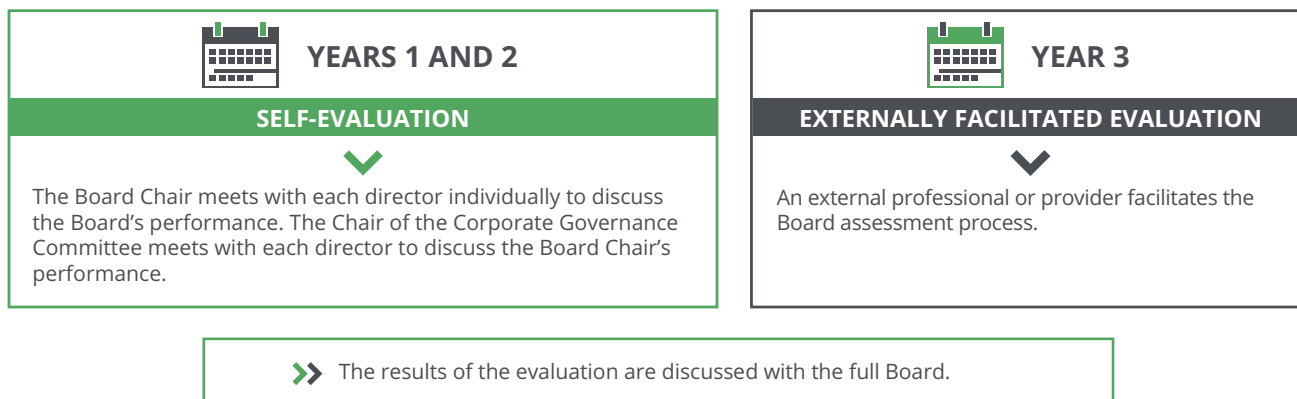 YEARS 1 AND 2
SELF-EVALUATION
The Board Chair meets with each director individually to discuss
the Board’s performance. The Chair of the Corporate Governance
Committee meets with each director to discuss the Board Chair’s
performance.
YEAR 3
EXTERNALLY FACILITATED EVALUATION
An external professional or provider facilitates the
Board assessment process.
The results of the evaluation are discussed with the full Board.